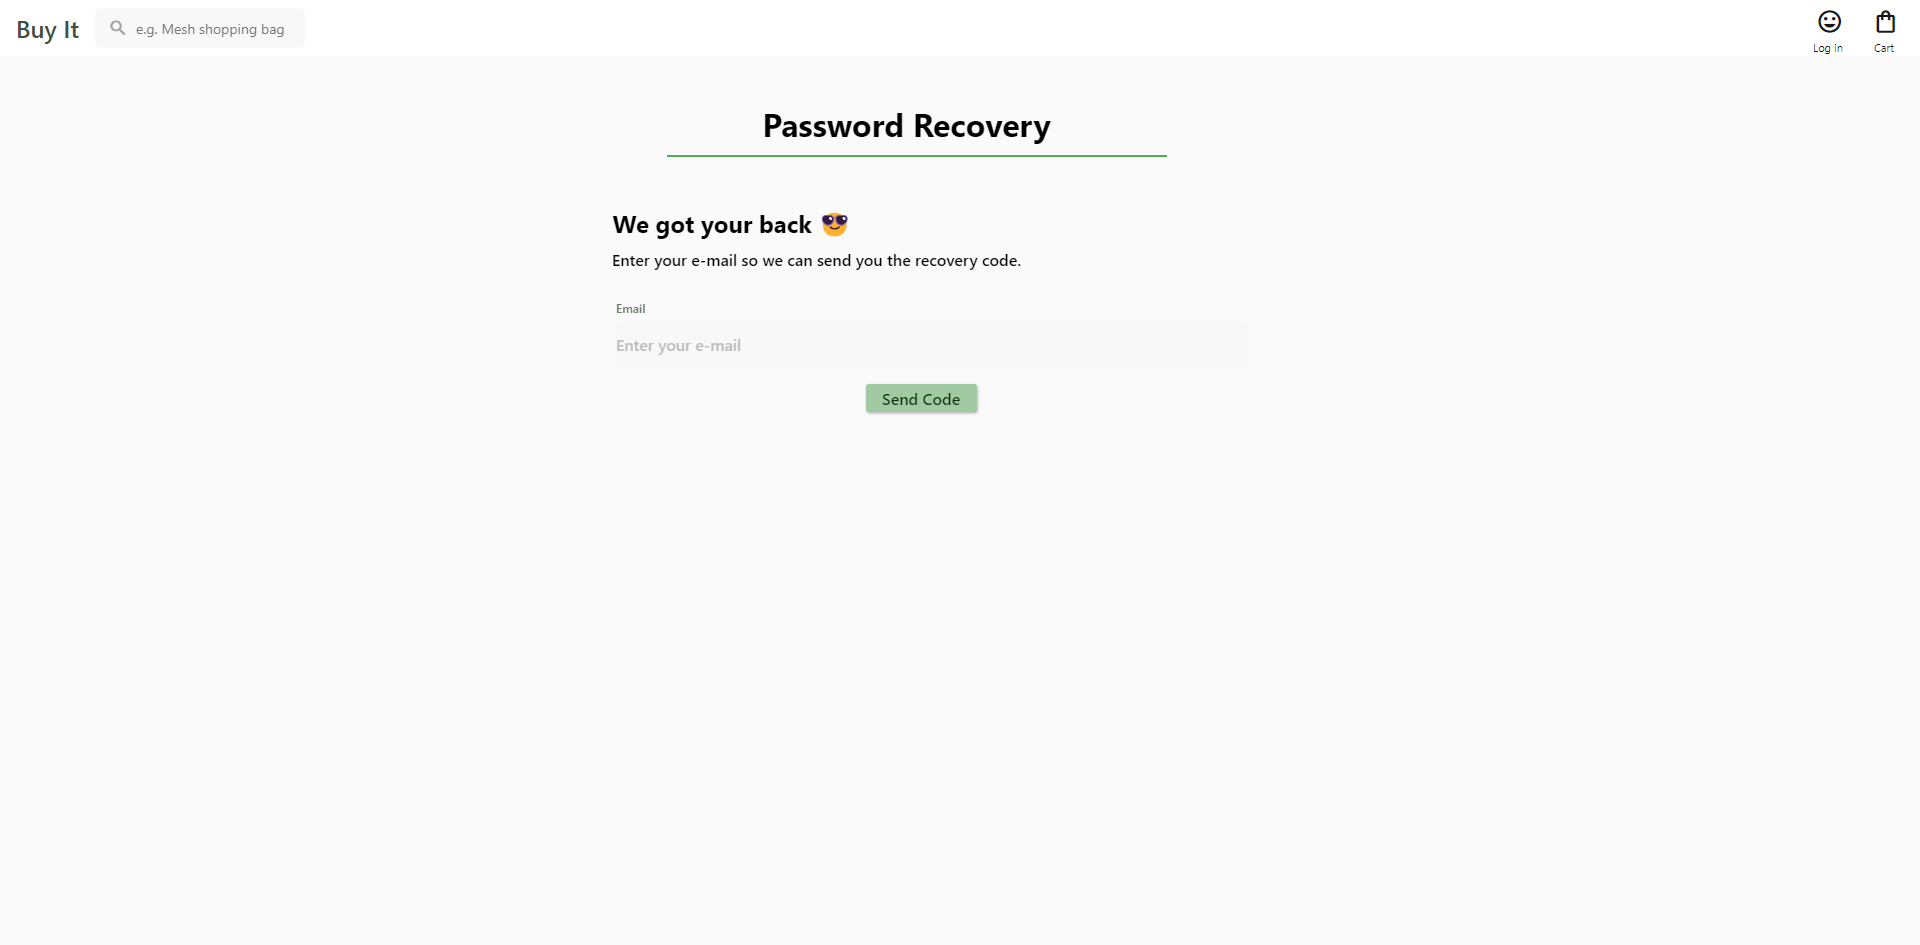 Buy It
e.g. Mesh shopping bag
Log in
Cart
Password Recovery
We got your back 😎
Enter your e-mail so we can send you the recovery code.
Email
Enter your e-mail
Send Code